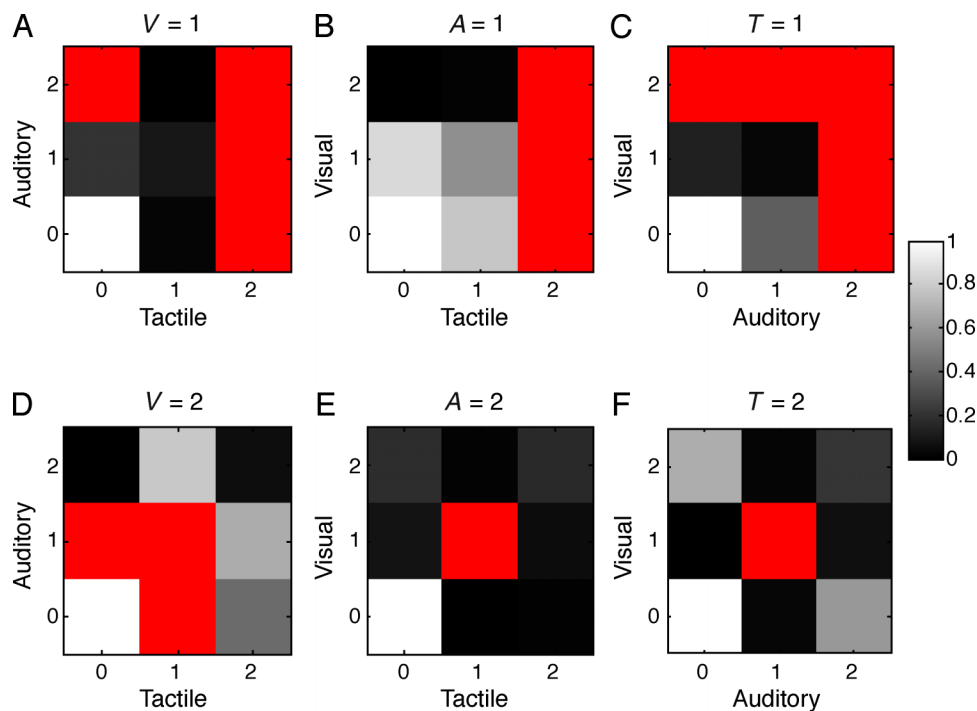 A
V = 1
Auditory
2
1
0
0
1
2
Tactile
B
A = 1
Visual
2
1
0
0
1
2
Tactile
C
T = 1
Visual
2
1
0
0
1
2
Auditory
1
0.8
0.6
0.4
0.2
0
D
V = 2
Auditory
2
1
0
0
1
2
Tactile
E
A = 2
Visual
2
1
0
0
1
2
Tactile
F
T = 2
Visual
2
1
0
0
1
2
Auditory